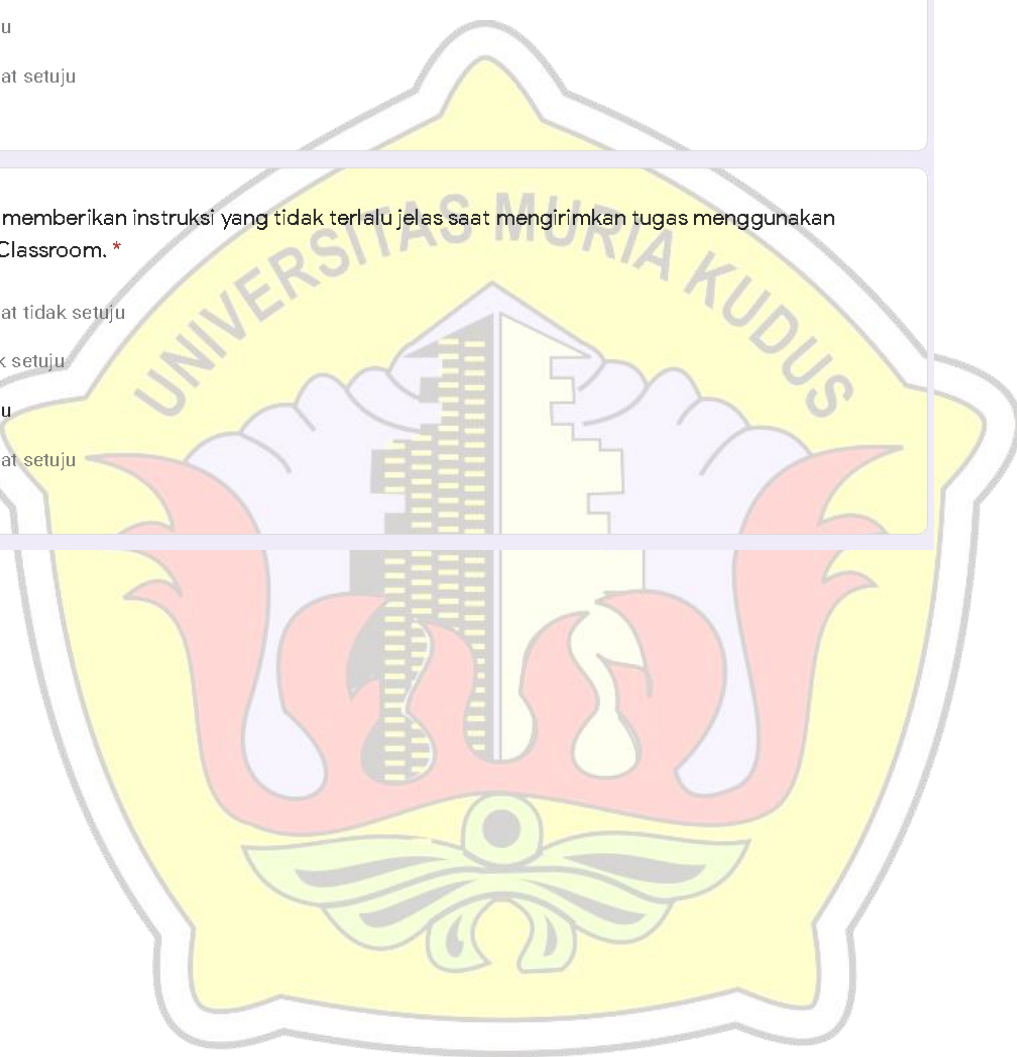 u
at setuju
memberikan instruksi yang tidak terlalu jelas saat mengirimkan tugas menggunakan
Classroom. *
at tidak setuju
k setuju
u
at setuju
UNIVERSITAS MURIA KUDUS